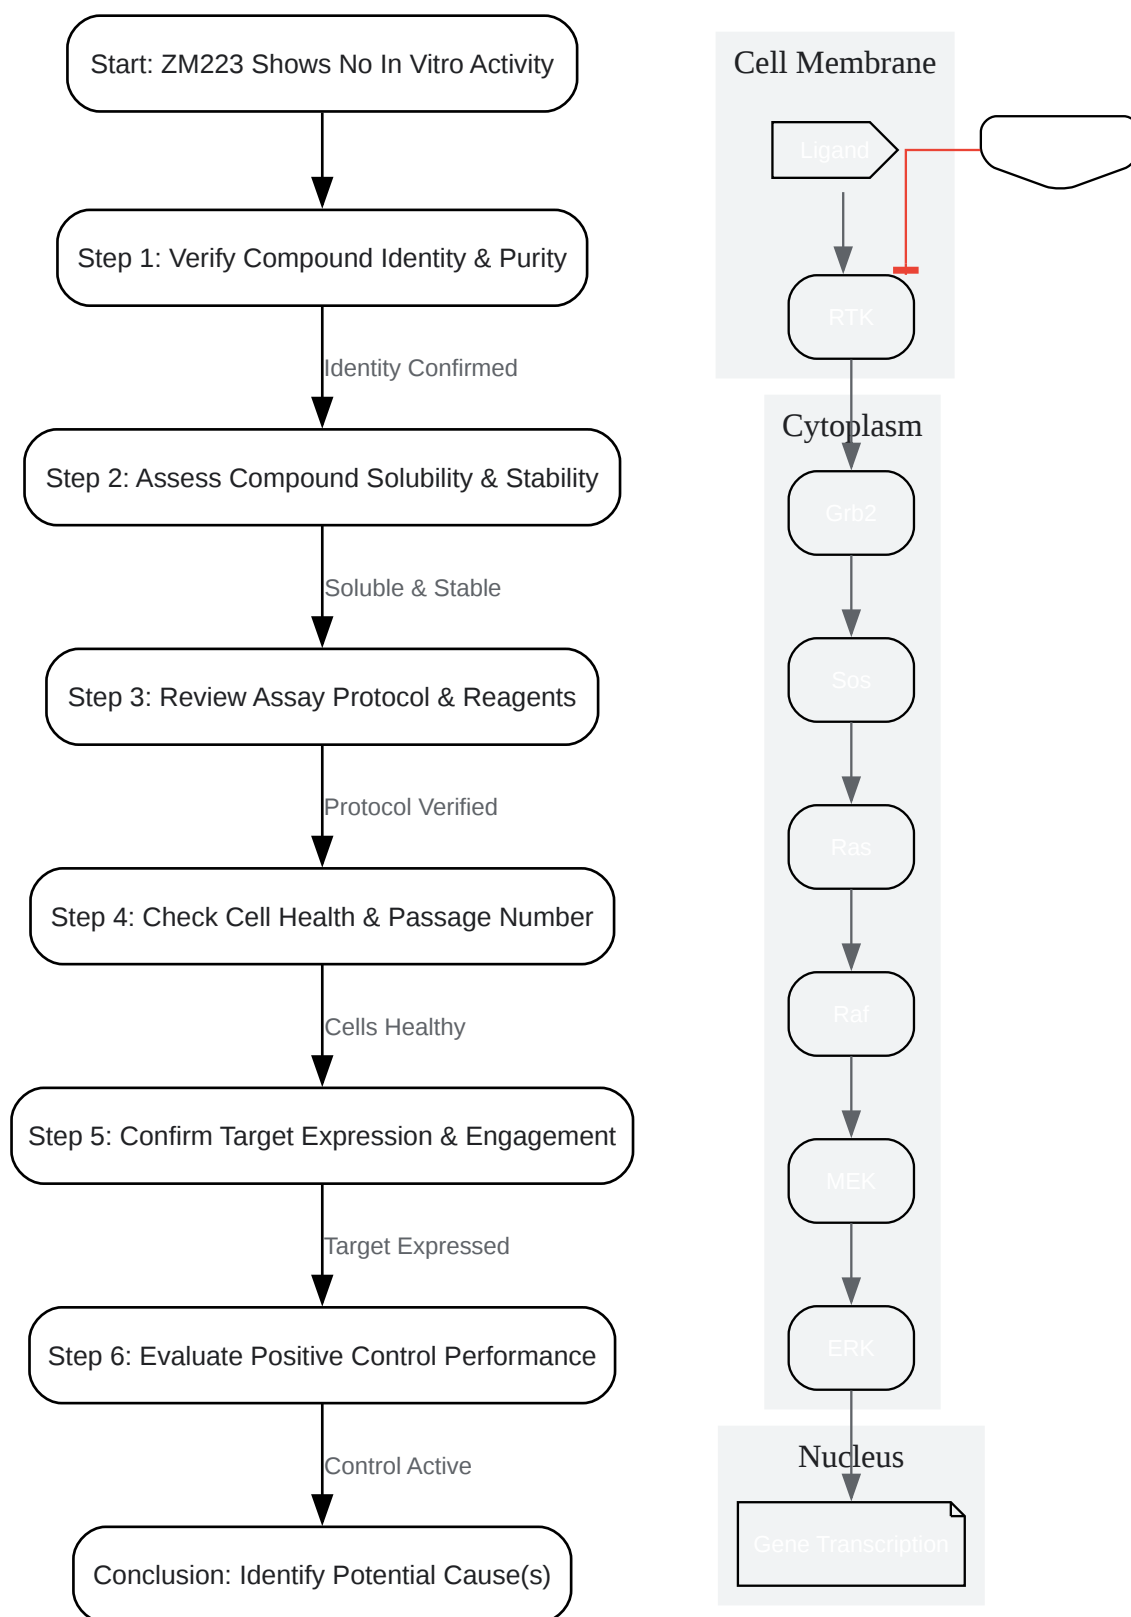 Start: ZM223 Shows No In Vitro Activity
Step 1: Verify Compound Identity & Purity
Identity Confirmed
Step 2: Assess Compound Solubility & Stability
Soluble & Stable
Step 3: Review Assay Protocol & Reagents
Protocol Verified
Step 4: Check Cell Health & Passage Number
Cells Healthy
Step 5: Confirm Target Expression & Engagement
Target Expressed
Step 6: Evaluate Positive Control Performance
Control Active
Conclusion: Identify Potential Cause(s)
Cell Membrane
Ligand
RTK
Cytoplasm
Grb2
Sos
Ras
Raf
MEK
ERK
Nucleus
Gene Transcription